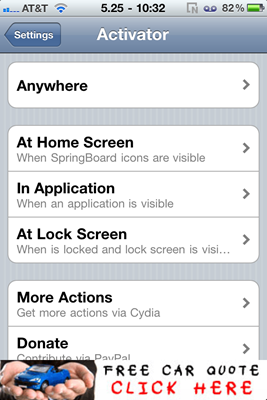 AT&T 5.25 - 10:32 82%
Settings
Activator
Anywhere
At Home Screen
When SpringBoard icons are visible
In Application
When an application is visible
At Lock Screen
When is locked and lock screen is visi...
More Actions
Get more actions via Cydia
Donate
Contribute via PayPal
FREE CAR QUOTE
CLICK HERE